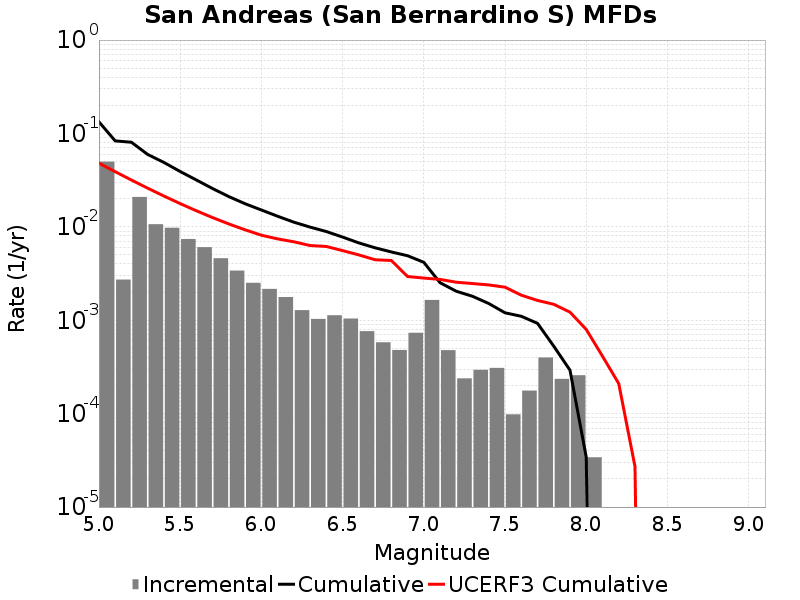 San Andreas (San Bernardino S) MFDs
10^0
10^-1
10^-2
10^-3
10^-4
10^-5
Rate (1/yr)
5.0 5.5 6.0 6.5 7.0 7.5 8.0 8.5 9.0
Magnitude
Incremental Cumulative UCERF3 Cumulative